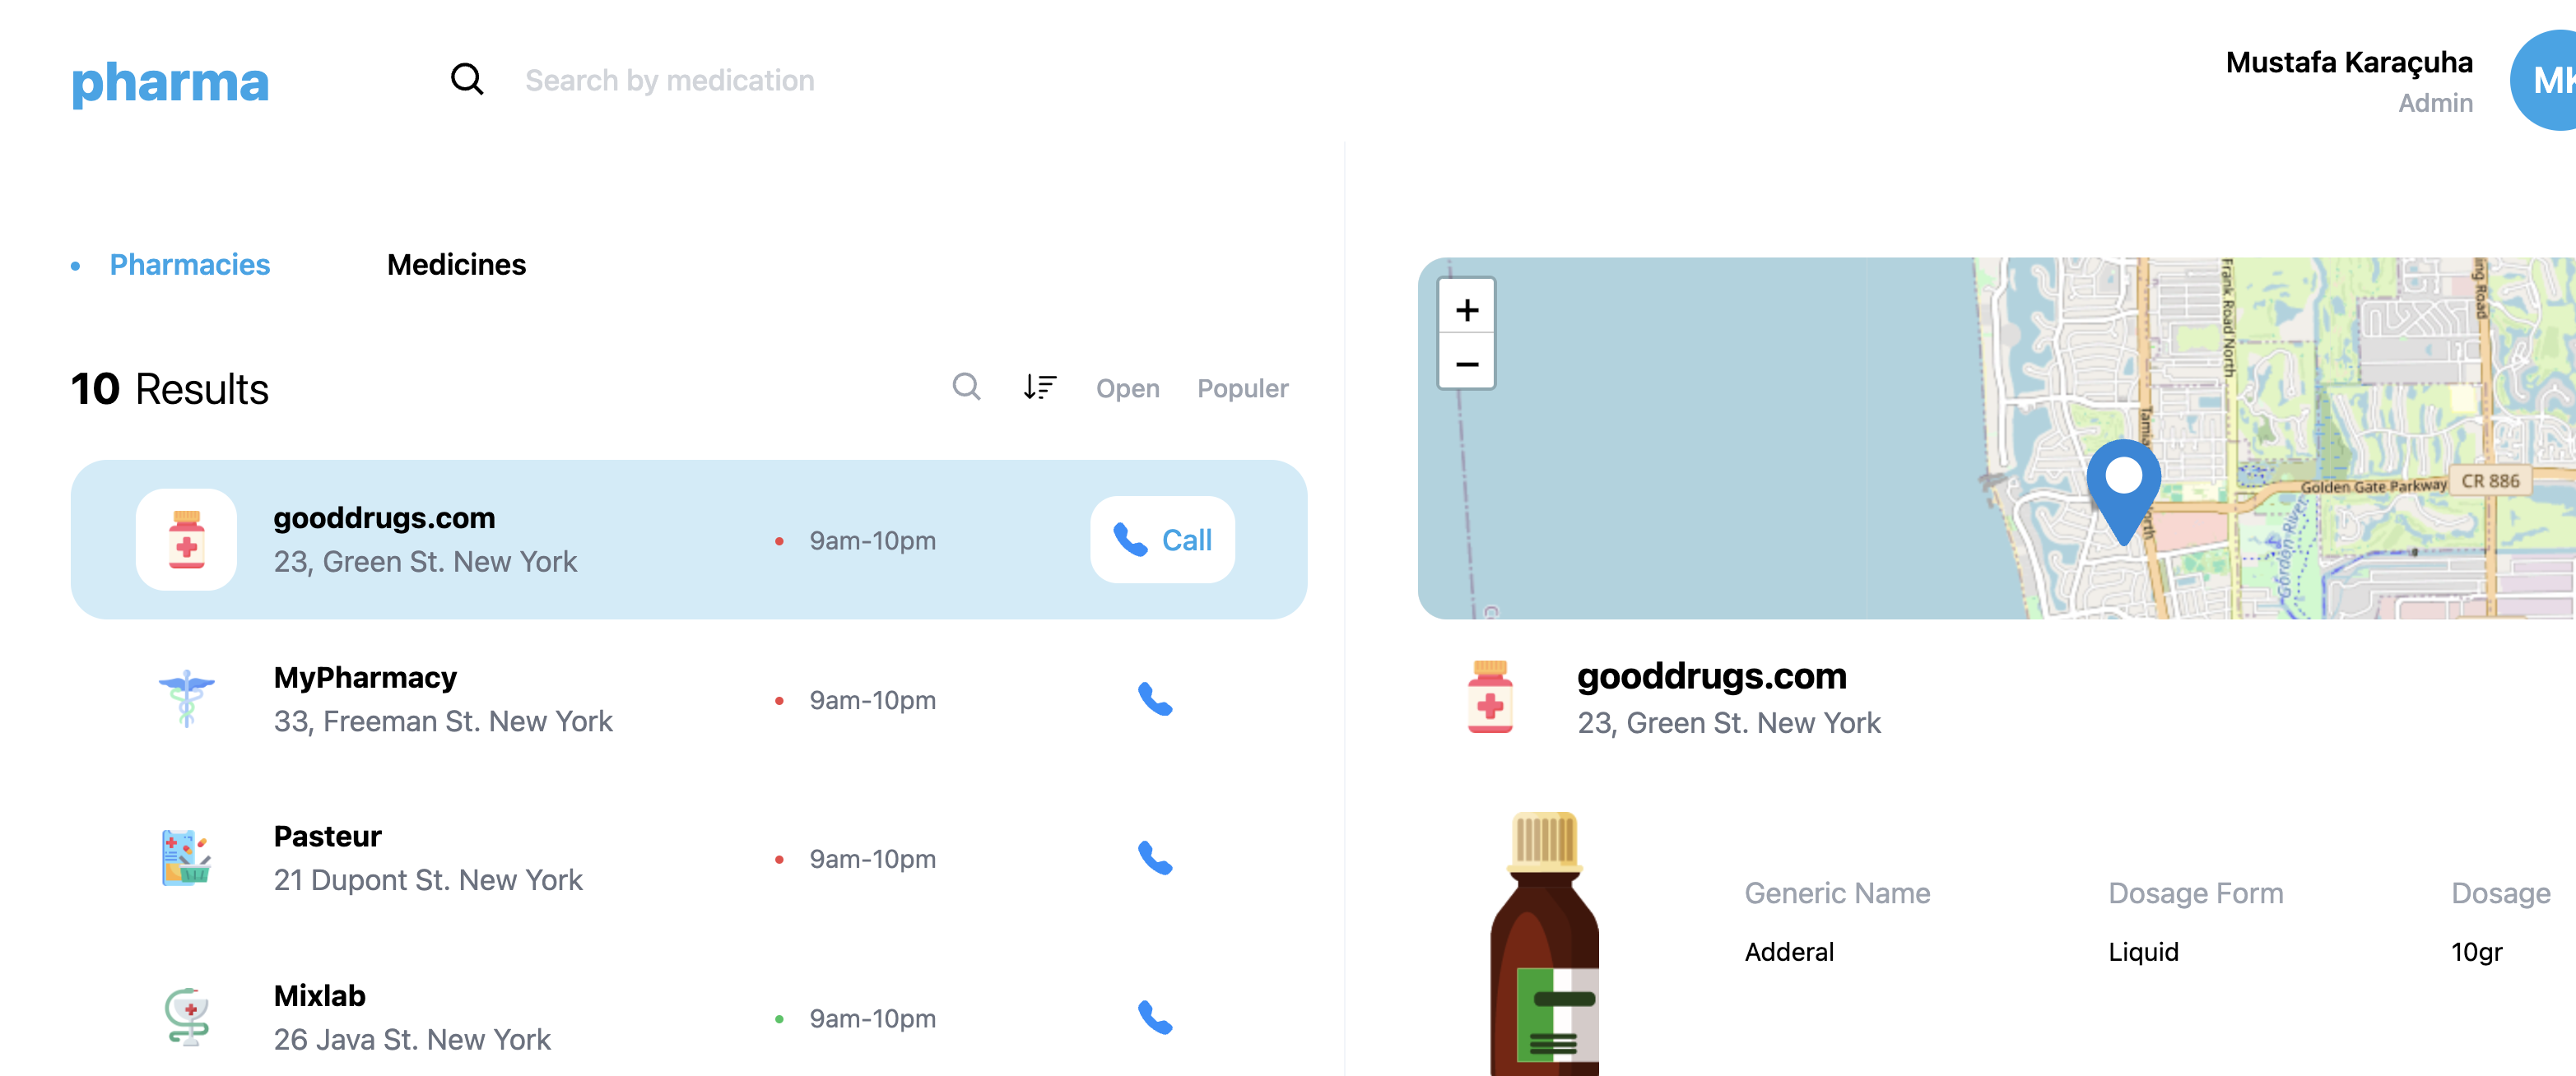 pharma
Search by medication
Mustafa Karaçuha
Admin
Pharmacies
Medicines
10 Results
Open
Populer
gooddrugs.com
23, Green St. New York
9am-10pm
Call
MyPharmacy
33, Freeman St. New York
9am-10pm
Pasteur
21 Dupont St. New York
9am-10pm
Mixlab
26 Java St. New York
9am-10pm
+
−
Frank Road North
Golden Gate Parkway
CR 886
Gordon River
gooddrugs.com
23, Green St. New York
Generic Name
Dosage Form
Dosage
Adderal
Liquid
10gr